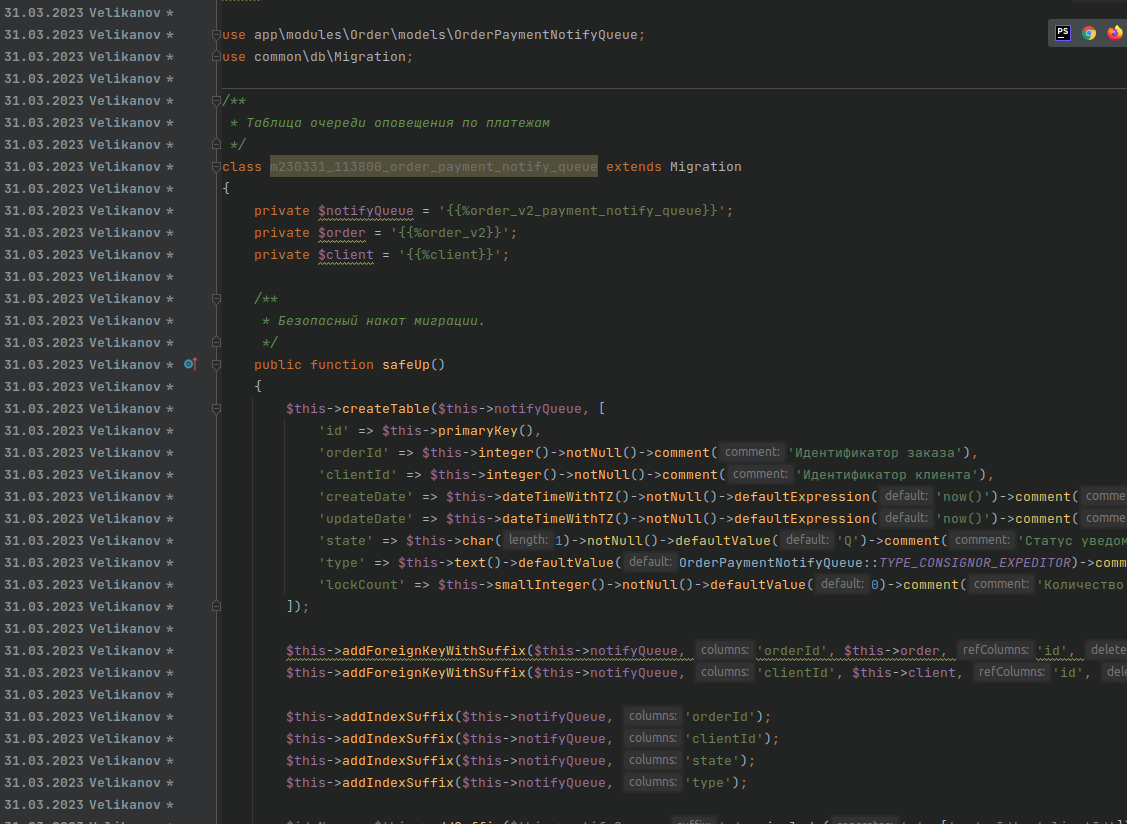 31.03.2023 Velikanov *
31.03.2023 Velikanov * use app\modules\Order\models\OrderPaymentNotifyQueue;
31.03.2023 Velikanov * use common\db\Migration;
31.03.2023 Velikanov *
31.03.2023 Velikanov * /**
31.03.2023 Velikanov * * Таблица очереди оповещения по платежам
31.03.2023 Velikanov * */
31.03.2023 Velikanov * class m230331_113800_order_payment_notify_queue extends Migration
31.03.2023 Velikanov * {
31.03.2023 Velikanov * private $notifyQueue = '{{%order_v2_payment_notify_queue}}';
31.03.2023 Velikanov * private $order = '{{%order_v2}}';
31.03.2023 Velikanov * private $client = '{{%client}}';
31.03.2023 Velikanov *
31.03.2023 Velikanov * /**
31.03.2023 Velikanov * * Безопасный накат миграции.
31.03.2023 Velikanov * */
31.03.2023 Velikanov * public function safeUp()
31.03.2023 Velikanov * {
31.03.2023 Velikanov * $this->createTable($this->notifyQueue, [
31.03.2023 Velikanov * 'id' => $this->primaryKey(),
31.03.2023 Velikanov * 'orderId' => $this->integer()->notNull()->comment( comment: 'Идентификатор заказа'),
31.03.2023 Velikanov * 'clientId' => $this->integer()->notNull()->comment( comment: 'Идентификатор клиента'),
31.03.2023 Velikanov * 'createDate' => $this->dateTimeWithTZ()->notNull()->defaultExpression( default: 'now()')->comment( comme
31.03.2023 Velikanov * 'updateDate' => $this->dateTimeWithTZ()->notNull()->defaultExpression( default: 'now()')->comment( comme
31.03.2023 Velikanov * 'state' => $this->char( length: 1)->notNull()->defaultValue( default: 'Q')->comment( comment: 'Статус уведом
31.03.2023 Velikanov * 'type' => $this->text()->defaultValue( default: OrderPaymentNotifyQueue::TYPE_CONSIGNOR_EXPEDITOR)->comm
31.03.2023 Velikanov * 'lockCount' => $this->smallInteger()->notNull()->defaultValue( default: 0)->comment( comment: 'Количество
31.03.2023 Velikanov * ]);
31.03.2023 Velikanov *
31.03.2023 Velikanov * $this->addForeignKeyWithSuffix($this->notifyQueue, columns: 'orderId', $this->order, refColumns: 'id', delete
31.03.2023 Velikanov * $this->addForeignKeyWithSuffix($this->notifyQueue, columns: 'clientId', $this->client, refColumns: 'id', dele
31.03.2023 Velikanov *
31.03.2023 Velikanov * $this->addIndexSuffix($this->notifyQueue, columns: 'orderId');
31.03.2023 Velikanov * $this->addIndexSuffix($this->notifyQueue, columns: 'clientId');
31.03.2023 Velikanov * $this->addIndexSuffix($this->notifyQueue, columns: 'state');
31.03.2023 Velikanov * $this->addIndexSuffix($this->notifyQueue, columns: 'type');
31.03.2023 Velikanov *
PS